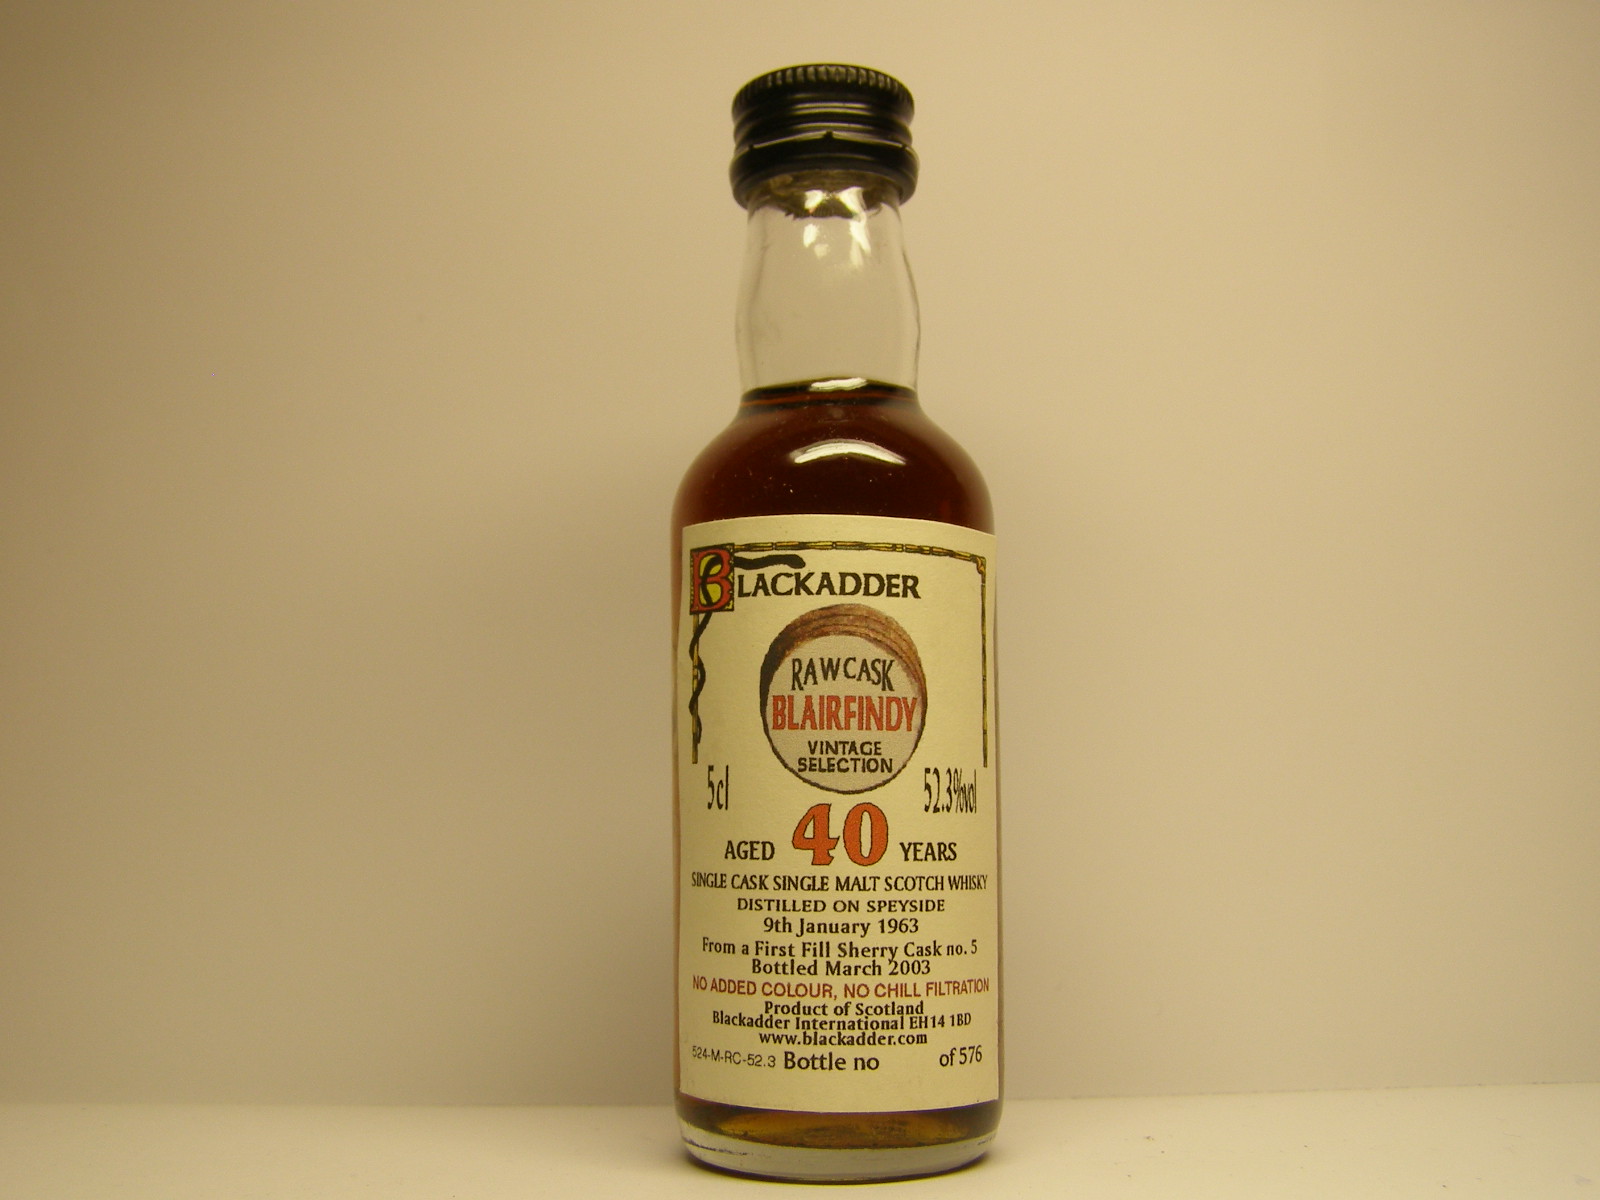 BLACKADDER
RAW CASK
BLAIRFINDY
VINTAGE
SELECTION
5cl
52.3%vol
AGED 40 YEARS
SINGLE CASK SINGLE MALT SCOTCH WHISKY
DISTILLED ON SPEYSIDE
9th January 1963
From a First Fill Sherry Cask no. 5
Bottled March 2003
NO ADDED COLOUR, NO CHILL FILTRATION
Product of Scotland
Blackadder International EH14 1BD
www.blackadder.com
524-M-RC-52.3 Bottle no of 576